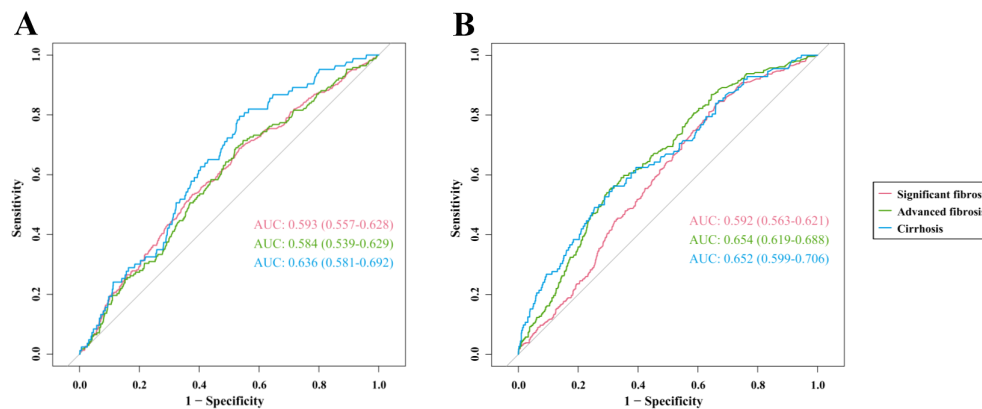 A
Sensitivity
1.0
0.8
0.6
0.4
0.2
0.0
AUC: 0.593 (0.557-0.628)
AUC: 0.584 (0.539-0.629)
AUC: 0.636 (0.581-0.692)
0.0 0.2 0.4 0.6 0.8 1.0
1 − Specificity
B
Sensitivity
1.0
0.8
0.6
0.4
0.2
0.0
AUC: 0.592 (0.563-0.621)
AUC: 0.654 (0.619-0.688)
AUC: 0.652 (0.599-0.706)
0.0 0.2 0.4 0.6 0.8 1.0
1 − Specificity
Significant fibrosis
Advanced fibrosis
Cirrhosis